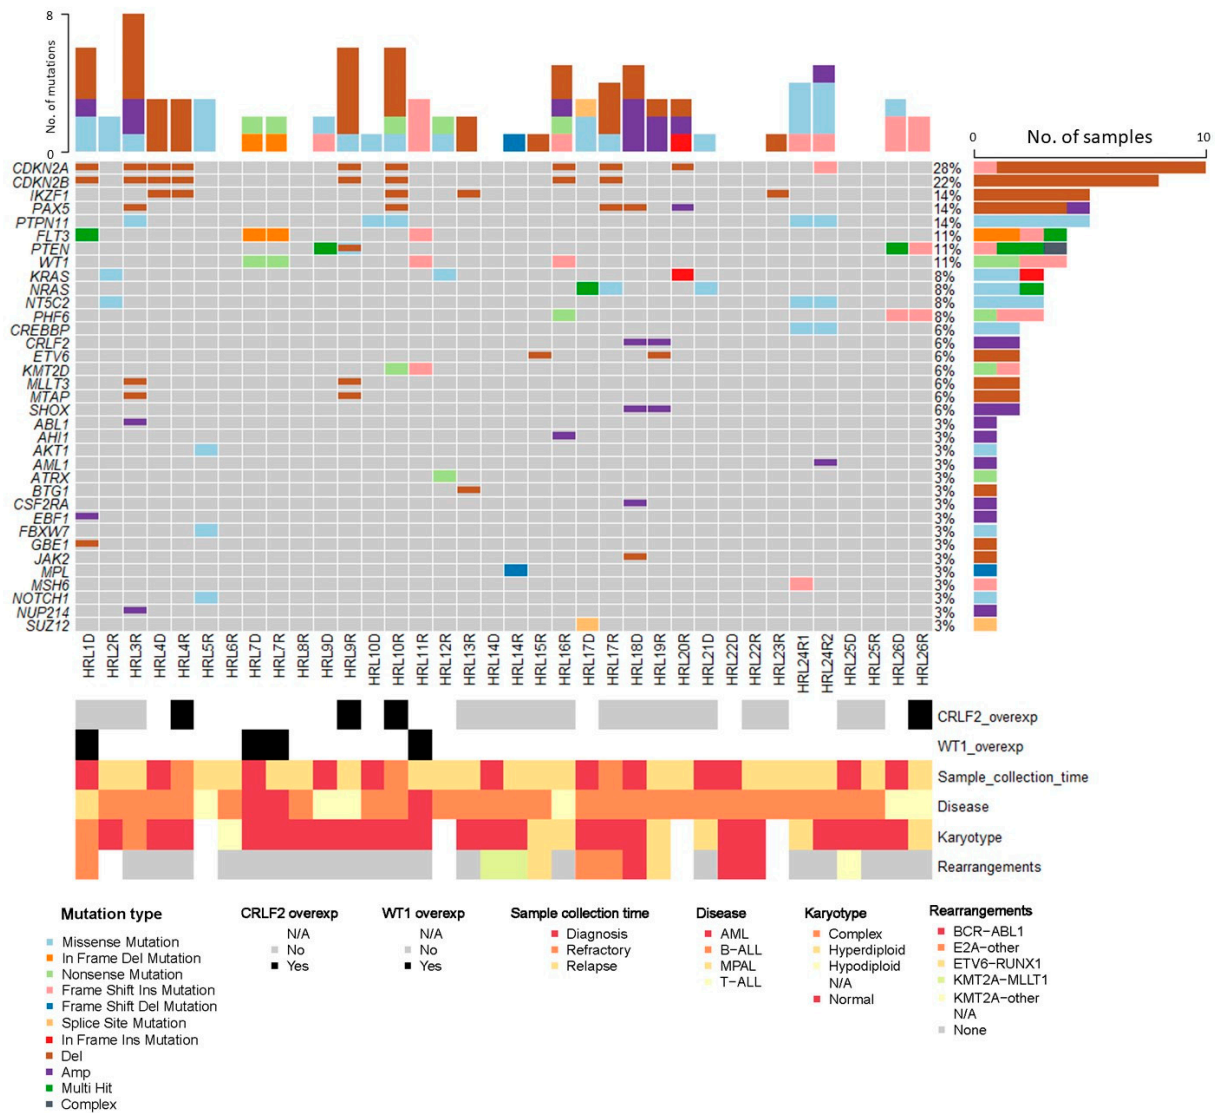 8
No. of mutations
0
0
No. of samples
10
CDKN2A 28%
CDKN2B 22%
IKZF1 14%
PAX5 14%
PTPN11 14%
FLT3 11%
PTEN 11%
WT1 11%
KRAS 8%
NRAS 8%
NT5C2 8%
PHF6 8%
CREBBP 6%
CRLF2 6%
ETV6 6%
KMT2D 6%
MLLT3 6%
MTAP 6%
SHOX 6%
ABL1 3%
AHI1 3%
AKT1 3%
AML1 3%
ATRX 3%
BTG1 3%
CSF2RA 3%
EBF1 3%
FBXW7 3%
GBE1 3%
JAK2 3%
MPL 3%
MSH6 3%
NOTCH1 3%
NUP214 3%
SUZ12 3%
HRL1D
HRL2R
HRL3R
HRL4D
HRL4R
HRL5R
HRL6R
HRL7D
HRL7R
HRL8R
HRL9D
HRL9R
HRL10D
HRL10R
HRL11R
HRL12R
HRL13R
HRL14D
HRL14R
HRL15R
HRL16R
HRL17D
HRL17R
HRL18D
HRL19R
HRL20R
HRL21D
HRL22D
HRL22R
HRL23R
HRL24R1
HRL24R2
HRL25D
HRL25R
HRL26D
HRL26R
CRLF2_overexp
WT1_overexp
Sample_collection_time
Disease
Karyotype
Rearrangements
Mutation type
Missense Mutation
In Frame Del Mutation
Nonsense Mutation
Frame Shift Ins Mutation
Frame Shift Del Mutation
Splice Site Mutation
In Frame Ins Mutation
Del
Amp
Multi Hit
Complex
CRLF2 overexp
N/A
No
Yes
WT1 overexp
N/A
No
Yes
Sample collection time
Diagnosis
Refractory
Relapse
Disease
AML
B-ALL
MPAL
T-ALL
Karyotype
Complex
Hyperdiploid
Hypodiploid
N/A
Normal
Rearrangements
BCR-ABL1
E2A-other
ETV6-RUNX1
KMT2A-MLLT1
KMT2A-other
N/A
None